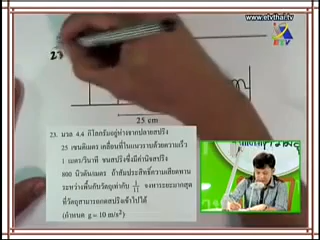 www.etvthai.tv
ETV
23
25 cm
23. มวล 4.4 กิโลกรัมอยู่ห่างจากปลายสปริง
25 เซนติเมตร เคลื่อนที่ในแนวราบด้วยความเร็ว
1 เมตร/วินาที ชนสปริงซึ่งมีค่านิจสปริง
800 นิวตัน/เมตร ถ้าสัมประสิทธิ์ความเสียดทาน
ระหว่างพื้นกับวัตถุเท่ากับ 1/11 จงหาระยะมากสุด
ที่วัตถุสามารถกดสปริงเข้าไปได้
(กำหนด g = 10 m/s²)